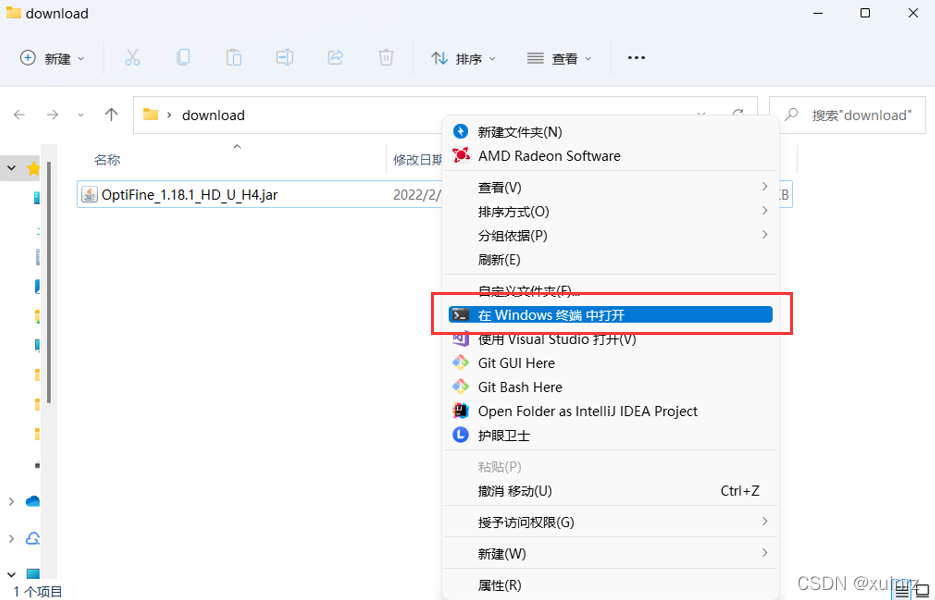 download
新建
排序
查看
download
搜索"download"
名称
修改日期
OptiFine_1.18.1_HD_U_H4.jar
2022/2/
KB
新建文件夹(N)
AMD Radeon Software
查看(V)
排序方式(O)
分组依据(P)
刷新(E)
自定义文件夹(F)...
在 Windows 终端 中打开
使用 Visual Studio 打开(V)
Git GUI Here
Git Bash Here
Open Folder as IntelliJ IDEA Project
护眼卫士
粘贴(P)
撤消 移动(U) Ctrl+Z
授予访问权限(G)
新建(W)
属性(R)
1 个项目